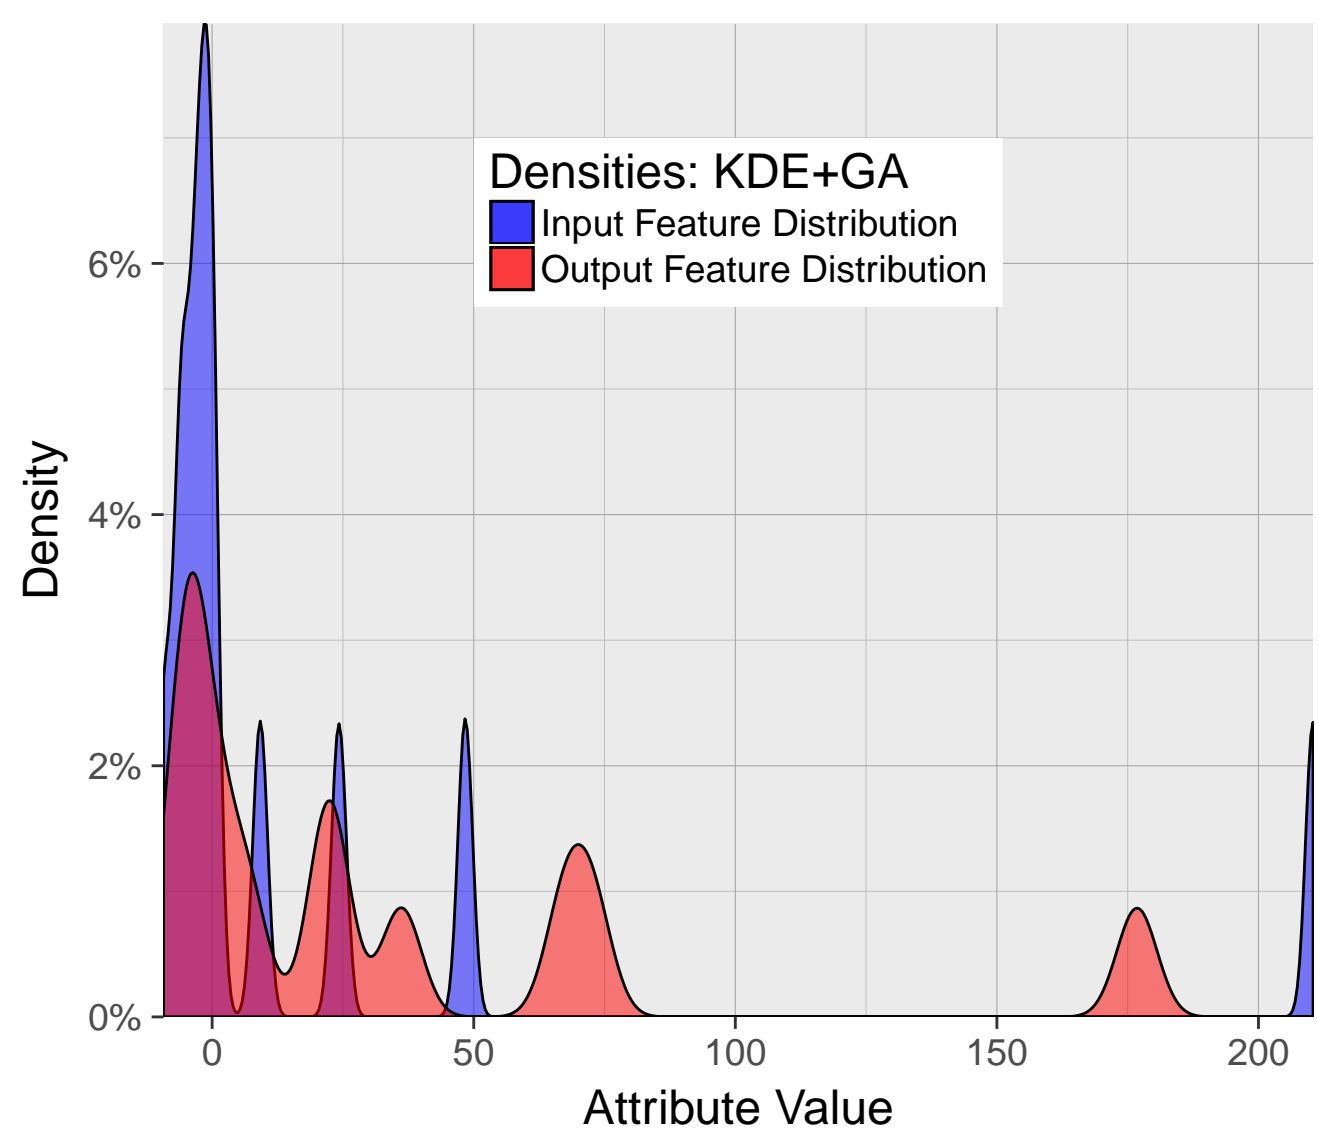 Densities: KDE+GA
Input Feature Distribution
Output Feature Distribution
6%
4%
2%
0%
Density
0 50 100 150 200
Attribute Value